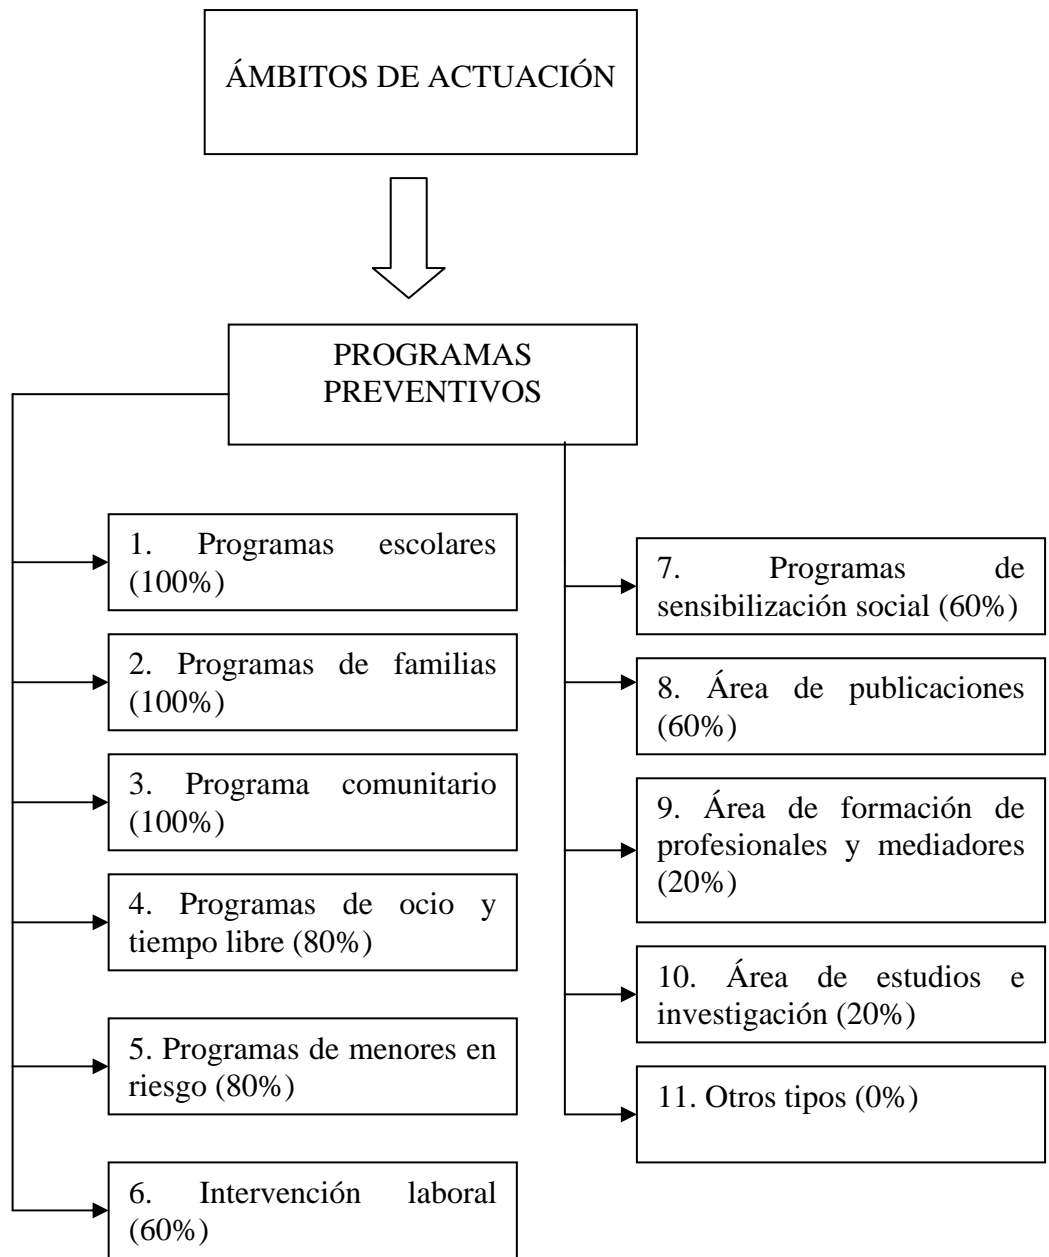 ÁMBITOS DE ACTUACIÓN
PROGRAMAS
PREVENTIVOS
1. Programas escolares
(100%)
2. Programas de familias
(100%)
3. Programa comunitario
(100%)
4. Programas de ocio y
tiempo libre (80%)
5. Programas de menores en
riesgo (80%)
6. Intervención laboral
(60%)
7. Programas de
sensibilización social (60%)
8. Área de publicaciones
(60%)
9. Área de formación de
profesionales y mediadores
(20%)
10. Área de estudios e
investigación (20%)
11. Otros tipos (0%)